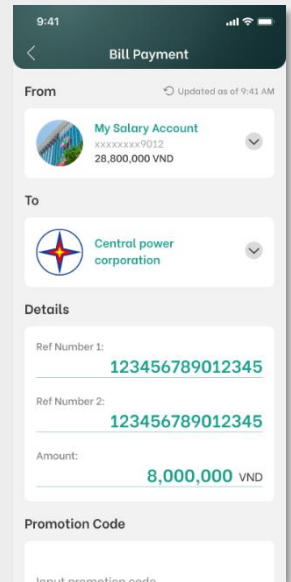 9:41
Bill Payment
From
Updated as of 9:41 AM
My Salary Account
xxxxxxxx9012
28,800,000 VND
To
Central power
corporation
Details
Ref Number 1:
123456789012345
Ref Number 2:
123456789012345
Amount:
8,000,000 VND
Promotion Code
Input promotion code